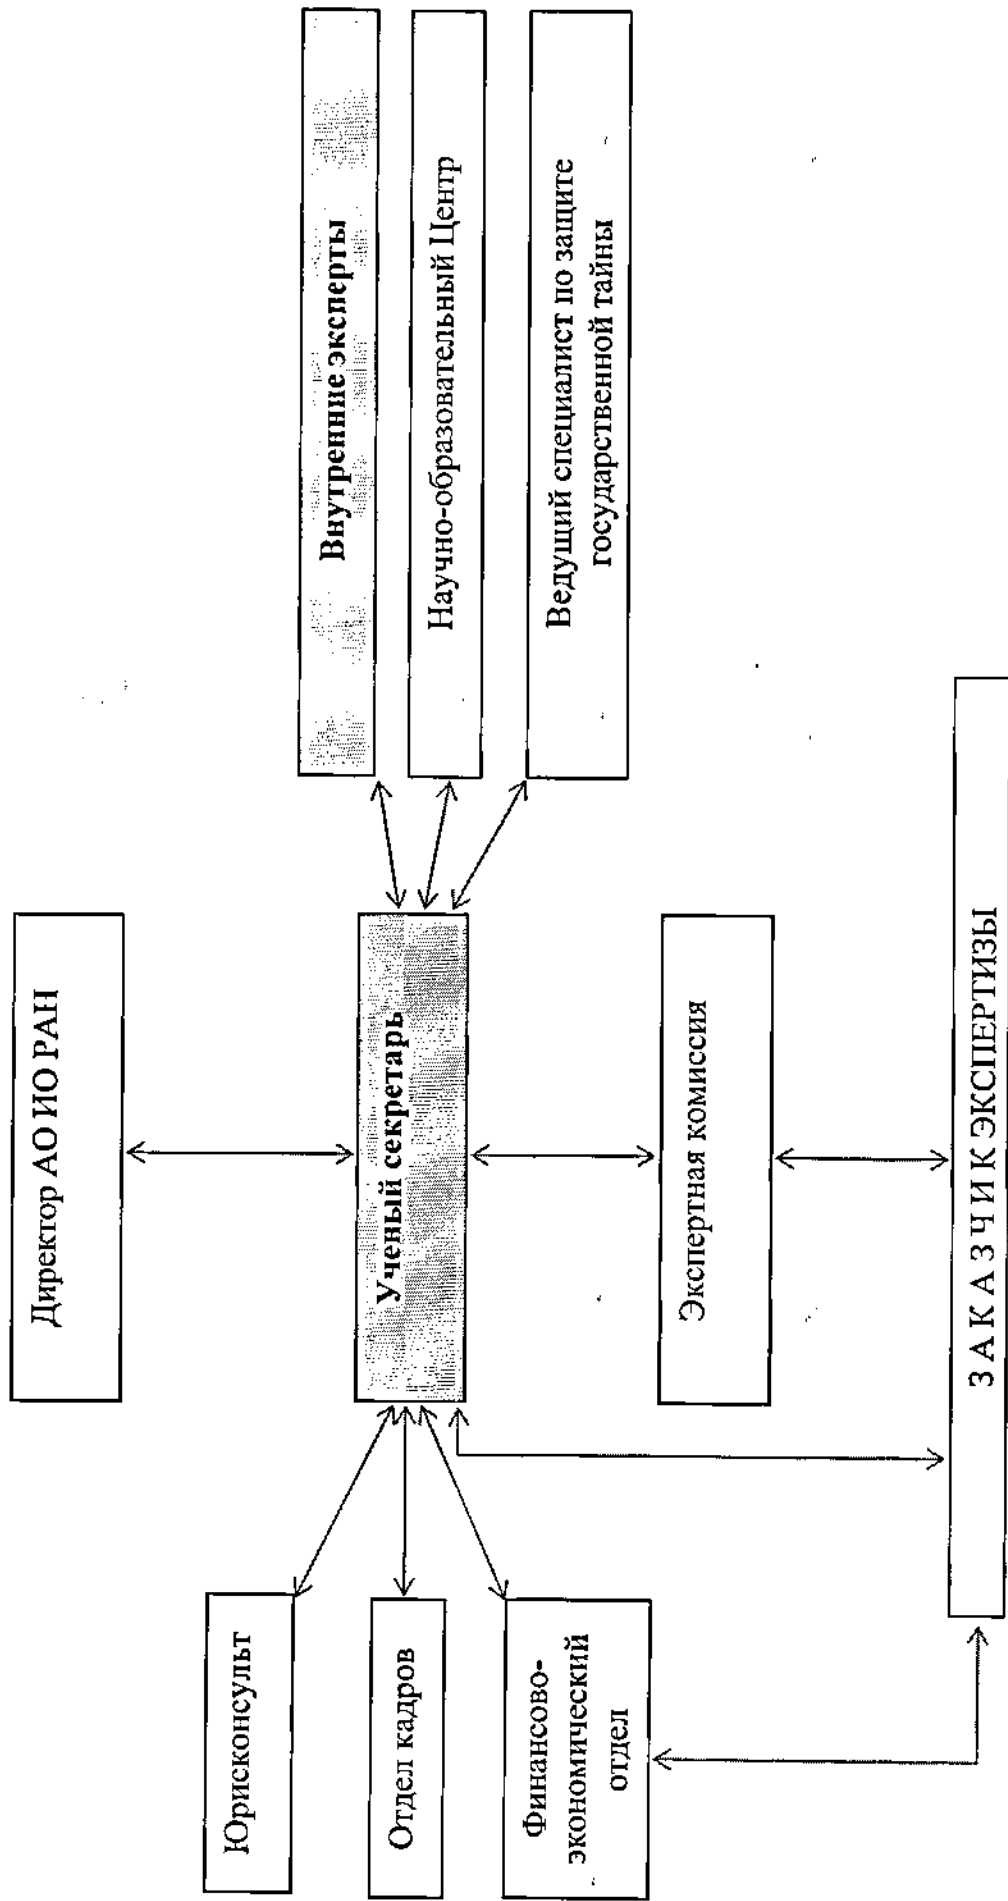 Директор АО ИО РАН
Юрисконсульт
Отдел кадров
Финансово-
экономический
отдел
Ученый секретарь
Внутренние эксперты
Научно-образовательный Центр
Ведущий специалист по защите
государственной тайны
Экспертная комиссия
З А К А З Ч И К ЭКСПЕРТИЗЫ